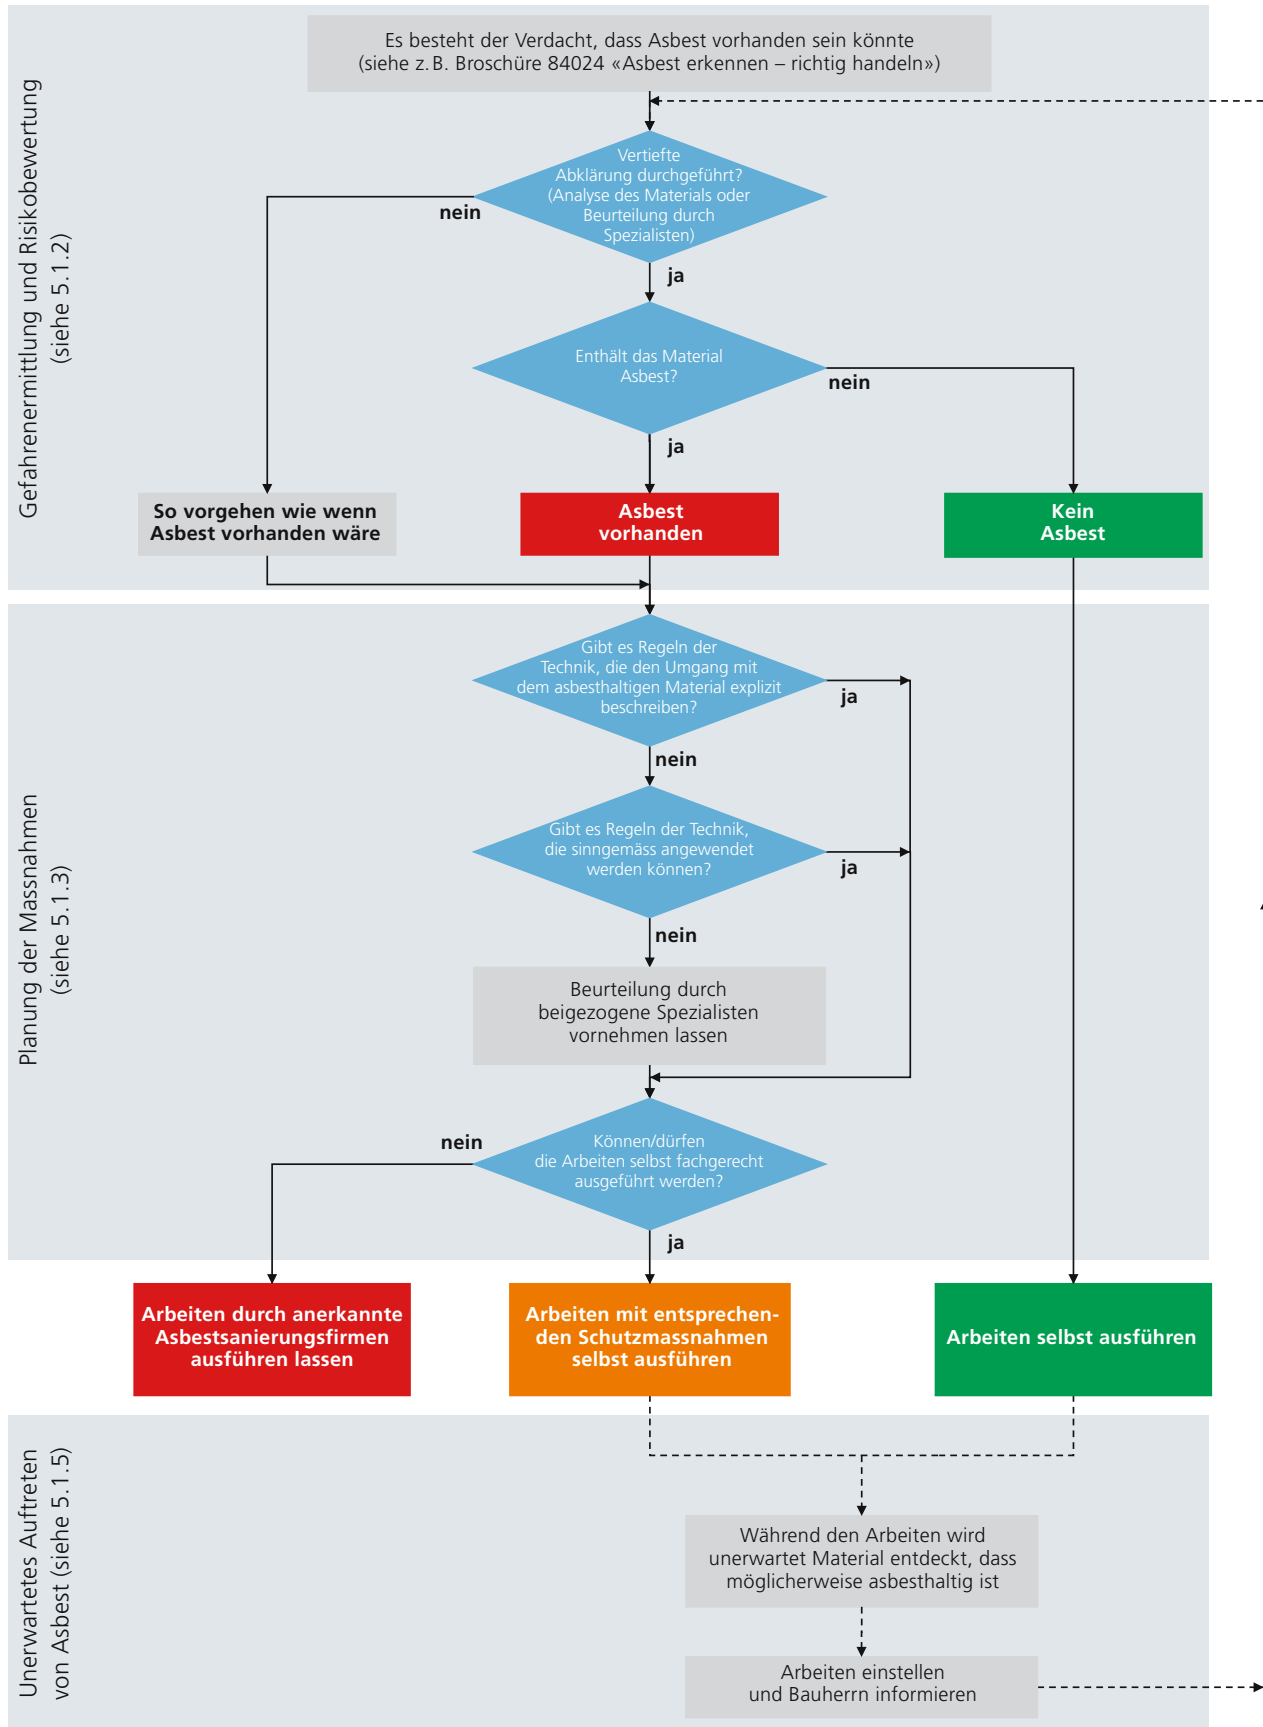 Es besteht der Verdacht, dass Asbest vorhanden sein könnte
(siehe z.B. Broschüre 84024 «Asbest erkennen – richtig handeln»)
Gefahrenermittlung und Risikobewertung
(siehe 5.1.2)
Vertiefte
Abklärung durchgeführt?
(Analyse des Materials oder
Beurteilung durch
Spezialisten)
nein
ja
Enthält das Material
Asbest?
nein
ja
So vorgehen wie wenn
Asbest vorhanden wäre
Asbest
vorhanden
Kein
Asbest
Planung der Massnahmen
(siehe 5.1.3)
Gibt es Regeln der
Technik, die den Umgang mit
dem asbesthaltigen Material explizit
beschreiben?
ja
nein
Gibt es Regeln der Technik,
die sinngemäss angewendet
werden können?
ja
nein
Beurteilung durch
beigezogene Spezialisten
vornehmen lassen
Können/dürfen
die Arbeiten selbst fachgerecht
ausgeführt werden?
nein
ja
Arbeiten durch anerkannte
Asbestsanierungsfirmen
ausführen lassen
Arbeiten mit entsprechen-
den Schutzmassnahmen
selbst ausführen
Arbeiten selbst ausführen
Unerwartetes Auftreten
von Asbest (siehe 5.1.5)
Während den Arbeiten wird
unerwartet Material entdeckt, dass
möglicherweise asbesthaltig ist
Arbeiten einstellen
und Bauherrn informieren